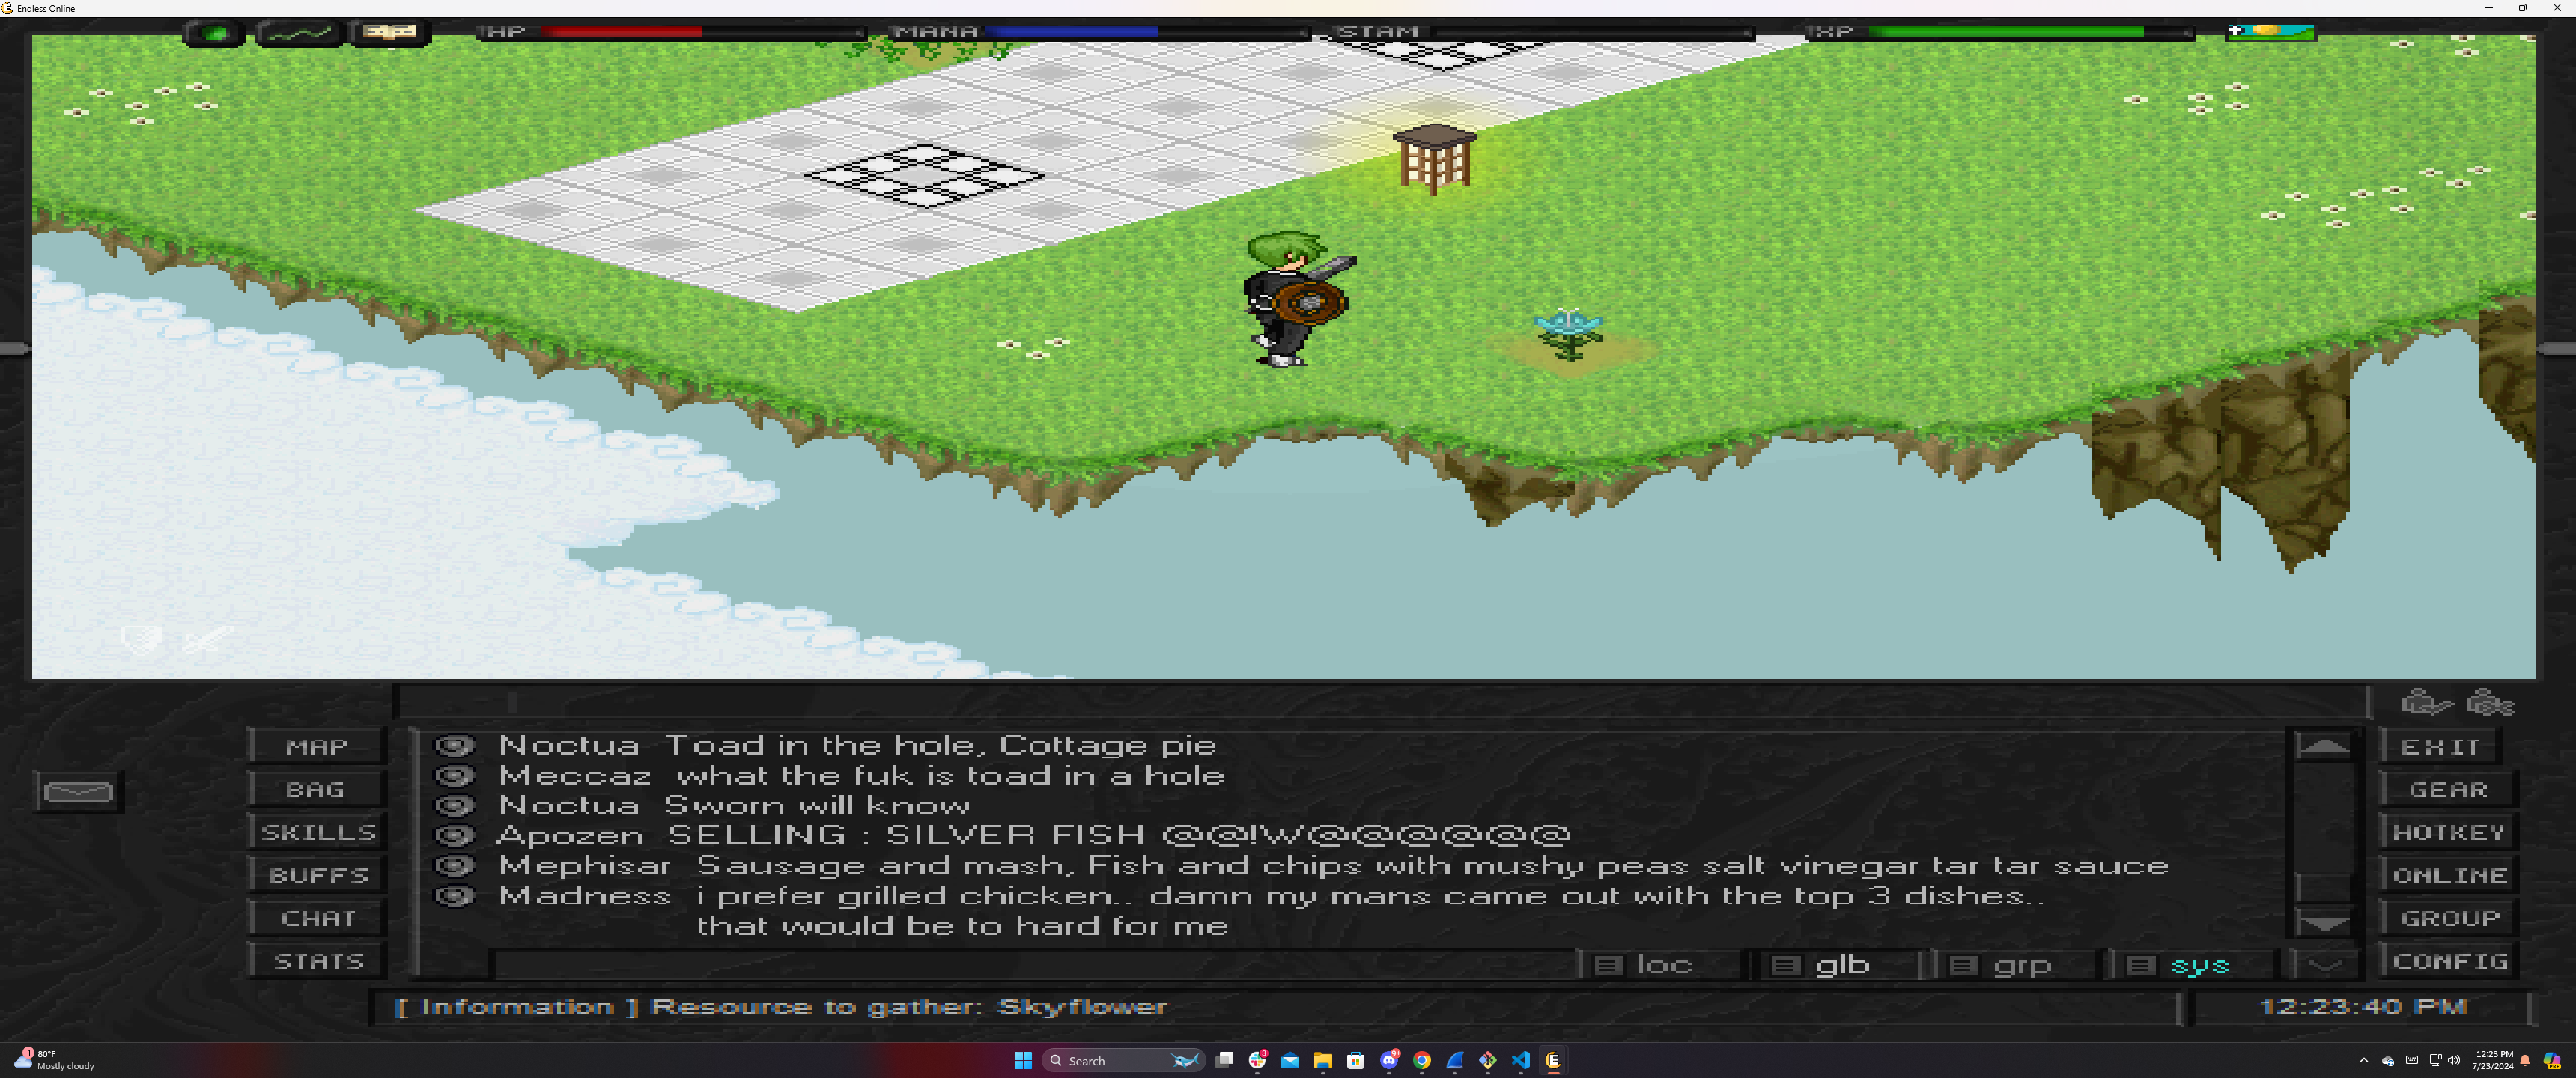 Endless Online
HP
MANA
STAM
XP
MAP
BAG
SKILLS
BUFFS
CHAT
STATS
Noctua Toad in the hole, Cottage pie
Meccaz what the fuk is toad in a hole
Noctua Sworn will know
Apozen SELLING : SILVER FISH @@!W@@@@@@
Mephisar Sausage and mash, Fish and chips with mushy peas salt vinegar tar tar sauce
Madness i prefer grilled chicken.. damn my mans came out with the top 3 dishes..
that would be to hard for me
loc
glb
grp
sys
EXIT
GEAR
HOTKEY
ONLINE
GROUP
CONFIG
[ Information ] Resource to gather: Skyflower
12:23:40 PM
1
80°F
Mostly cloudy
Search
3
9+
12:23 PM
7/23/2024